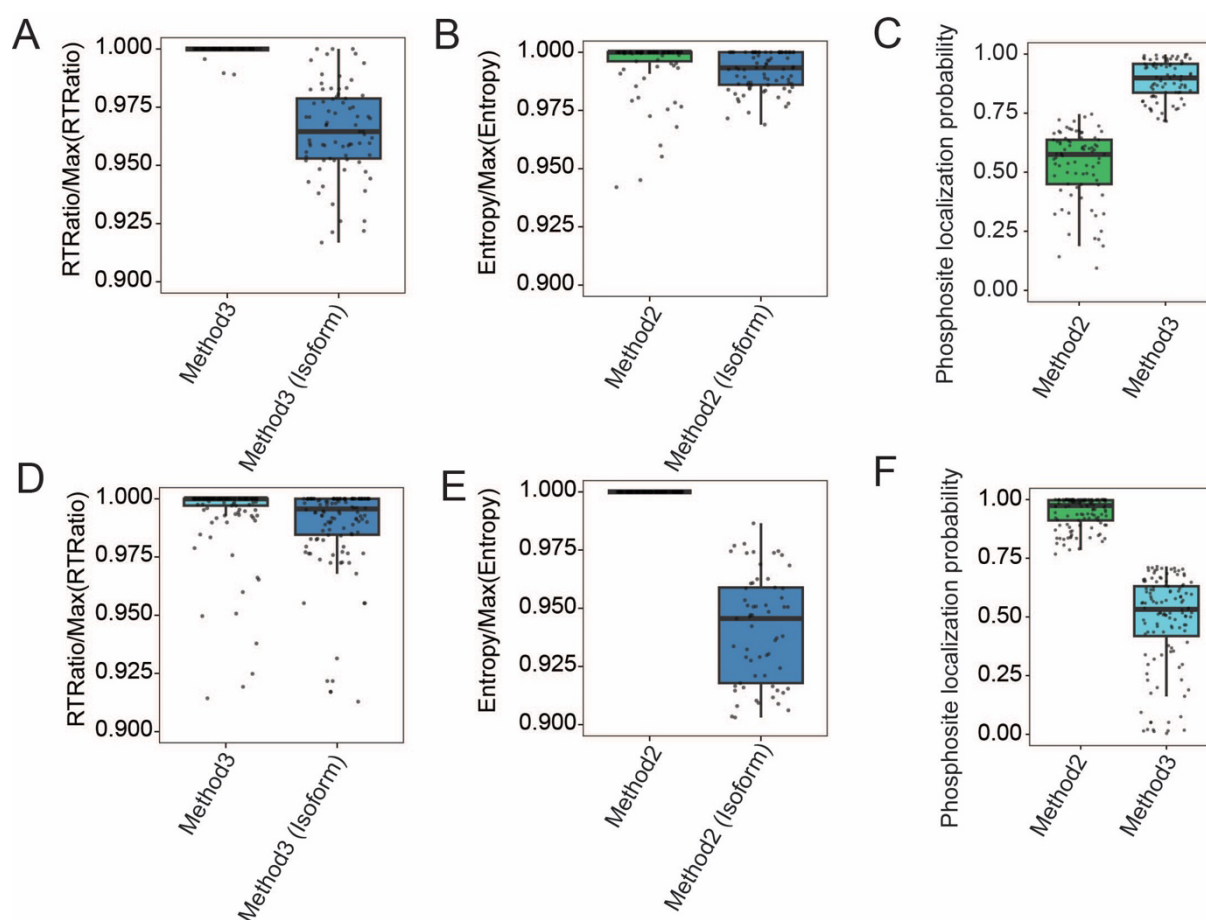 A
RTRatio/Max(RTRatio)
1.000
0.975
0.950
0.925
0.900
Method3
Method3 (Isoform)
B
Entropy/Max(Entropy)
1.000
0.975
0.950
0.925
0.900
Method2
Method2 (Isoform)
C
Phosphosite localization probability
1.00
0.75
0.50
0.25
0.00
Method2
Method3
D
RTRatio/Max(RTRatio)
1.000
0.975
0.950
0.925
0.900
Method3
Method3 (Isoform)
E
Entropy/Max(Entropy)
1.000
0.975
0.950
0.925
0.900
Method2
Method2 (Isoform)
F
Phosphosite localization probability
1.00
0.75
0.50
0.25
0.00
Method2
Method3